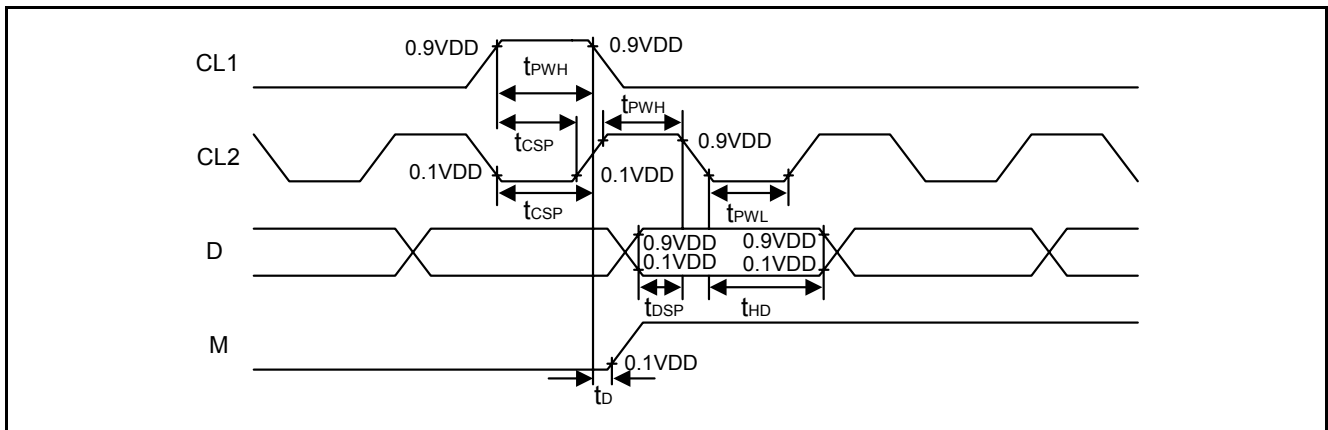 CL1
0.9VDD
0.9VDD
tPWH
tPWH
tCSP
CL2
0.9VDD
0.1VDD
0.1VDD
tCSP
tPWL
D
0.9VDD
0.9VDD
0.1VDD
0.1VDD
tDSP
tHD
M
0.1VDD
tD